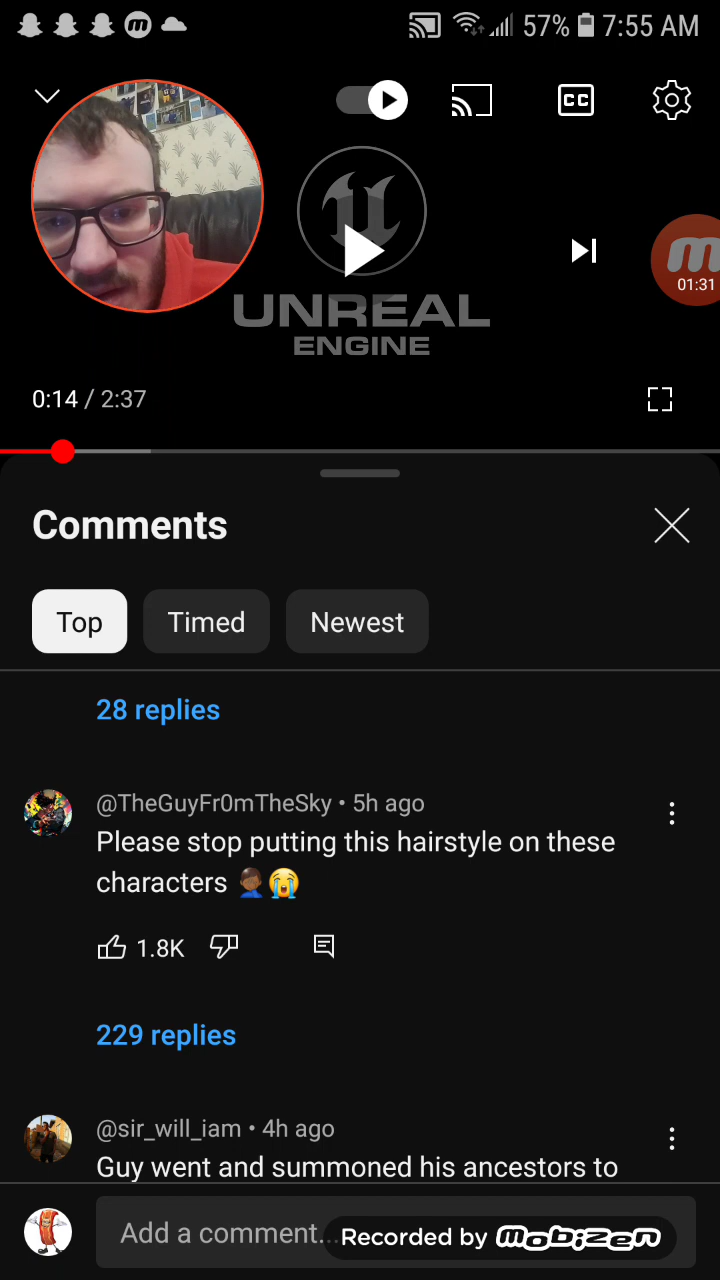 57% 7:55 AM
CC
UNREAL
ENGINE
01:31
0:14 / 2:37
Comments
Top Timed Newest
28 replies
@TheGuyFr0mTheSky • 5h ago
Please stop putting this hairstyle on these
characters 🤦🏾‍♂️😭
1.8K
229 replies
@sir_will_iam • 4h ago
Guy went and summoned his ancestors to
Add a comment... Recorded by mobizen